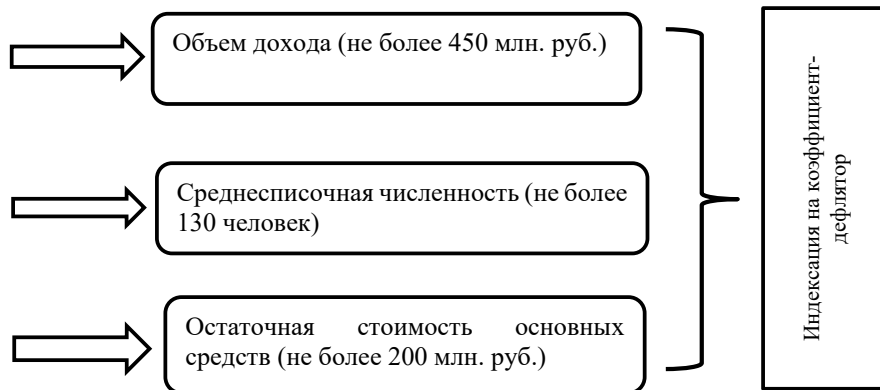 Объем дохода (не более 450 млн. руб.)
Среднесписочная численность (не более
130 человек)
Остаточная стоимость основных
средств (не более 200 млн. руб.)
Индексация на коэффициент-
дефлятор